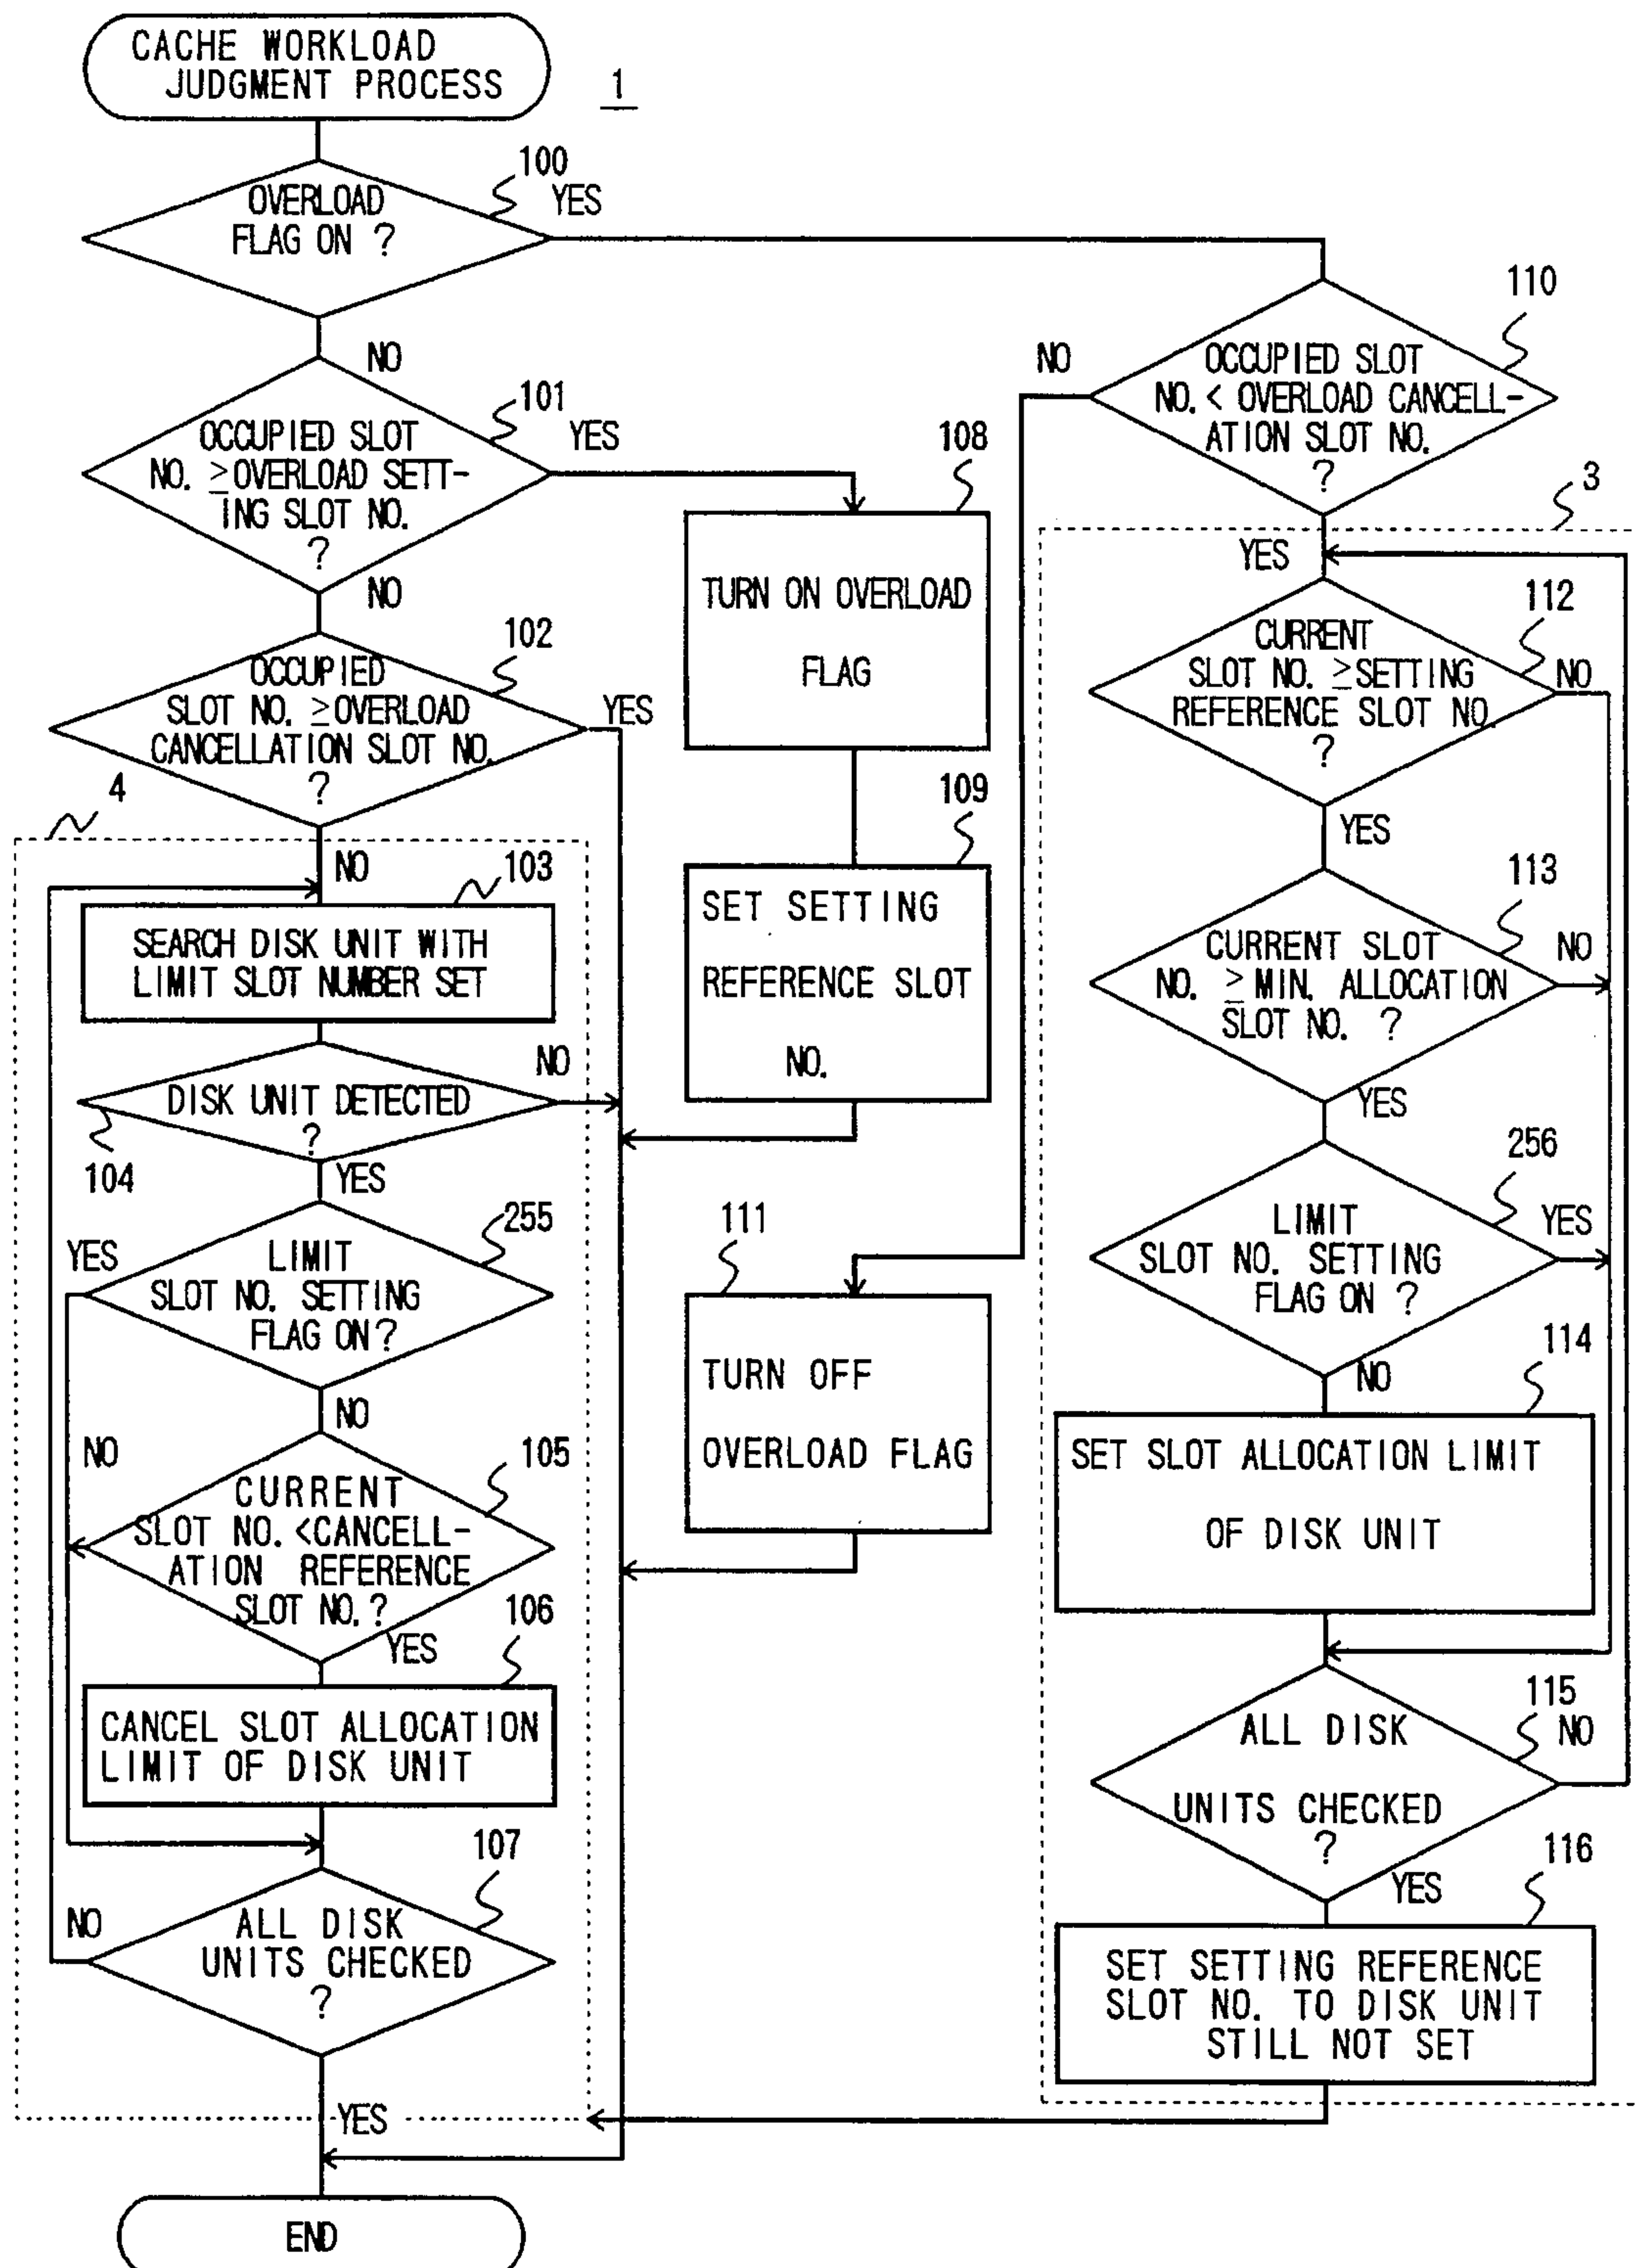 CACHE WORKLOAD
JUDGMENT PROCESS
1
100
OVERLOAD
FLAG ON ?
YES
NO
101
OCCUPIED SLOT
NO. ≥OVERLOAD SETT-
ING SLOT NO.
?
YES
NO
102
OCCUPIED
SLOT NO. ≥OVERLOAD
CANCELLATION SLOT NO.
?
YES
4
NO
103
SEARCH DISK UNIT WITH
LIMIT SLOT NUMBER SET
NO
DISK UNIT DETECTED
?
104
YES
255
YES
LIMIT
SLOT NO. SETTING
FLAG ON?
NO
NO
105
CURRENT
SLOT NO. <CANCELL-
ATION REFERENCE
SLOT NO.?
106
YES
CANCEL SLOT ALLOCATION
LIMIT OF DISK UNIT
107
NO
ALL DISK
UNITS CHECKED
?
YES
END
108
TURN ON OVERLOAD
FLAG
109
SET SETTING
REFERENCE SLOT
NO.
111
TURN OFF
OVERLOAD FLAG
110
NO
OCCUPIED SLOT
NO. < OVERLOAD CANCELL-
ATION SLOT NO.
?
3
YES
112
CURRENT
SLOT NO. ≥SETTING
REFERENCE SLOT NO.
?
NO
YES
113
CURRENT SLOT
NO. ≥MIN. ALLOCATION
SLOT NO. ?
NO
YES
256
LIMIT
SLOT NO. SETTING
FLAG ON ?
YES
NO
114
SET SLOT ALLOCATION LIMIT
OF DISK UNIT
115
ALL DISK
UNITS CHECKED
?
NO
YES
116
SET SETTING REFERENCE
SLOT NO. TO DISK UNIT
STILL NOT SET